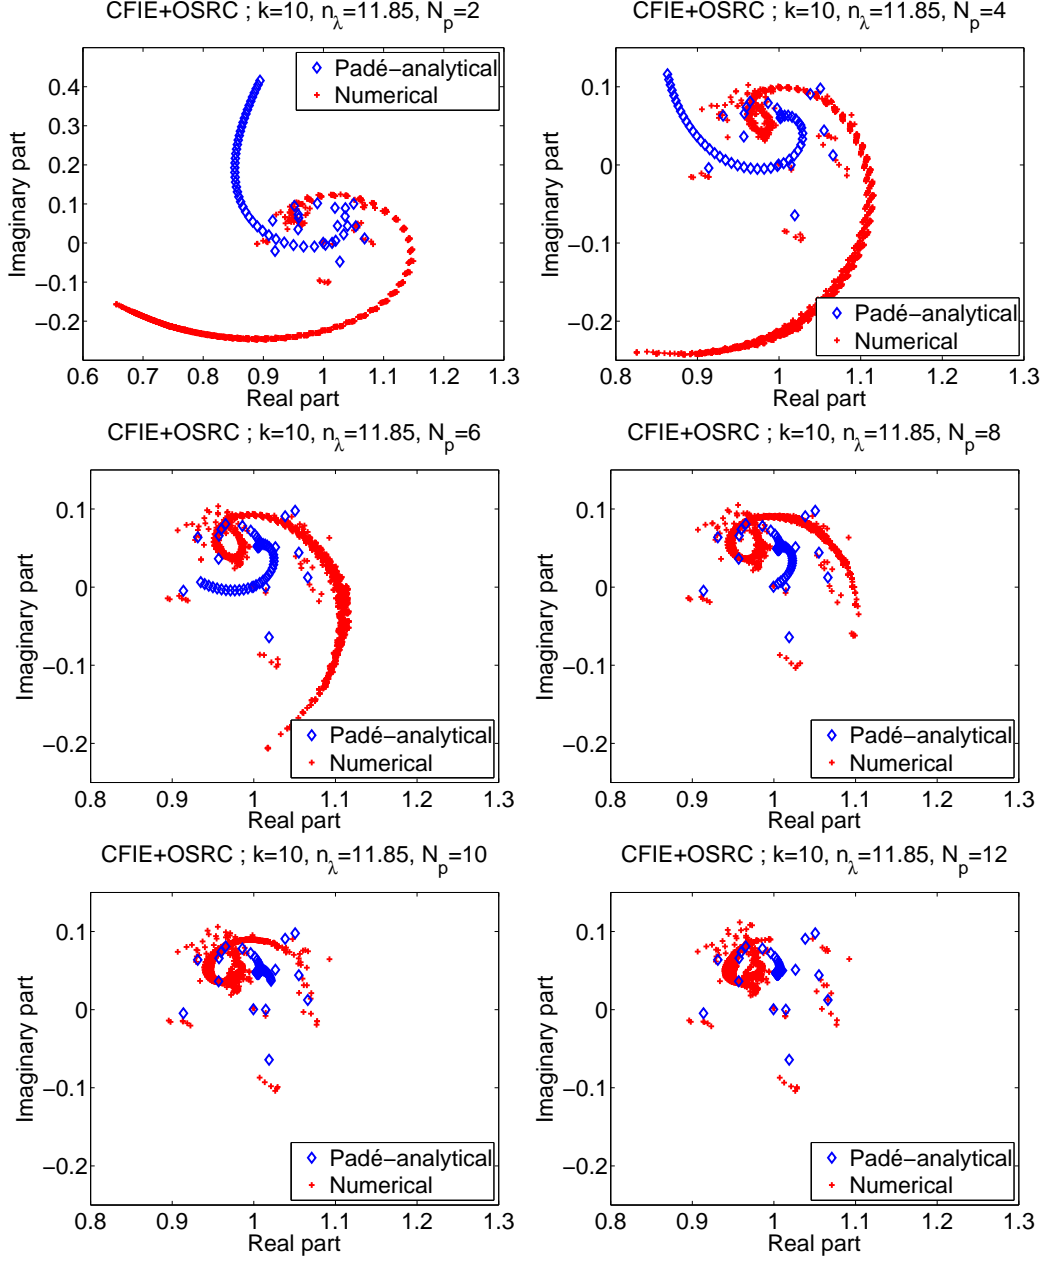 CFIE+OSRC ; k=10, nλ=11.85, Np=2
0.4
0.3
0.2
0.1
0
−0.1
−0.2
Imaginary part
Padé−analytical
Numerical
0.6 0.7 0.8 0.9 1 1.1 1.2 1.3
Real part
CFIE+OSRC ; k=10, nλ=11.85, Np=4
0.1
0
−0.1
−0.2
Imaginary part
Padé−analytical
Numerical
0.8 0.9 1 1.1 1.2 1.3
Real part
CFIE+OSRC ; k=10, nλ=11.85, Np=6
0.1
0
−0.1
−0.2
Imaginary part
Padé−analytical
Numerical
0.8 0.9 1 1.1 1.2 1.3
Real part
CFIE+OSRC ; k=10, nλ=11.85, Np=8
0.1
0
−0.1
−0.2
Imaginary part
Padé−analytical
Numerical
0.8 0.9 1 1.1 1.2 1.3
Real part
CFIE+OSRC ; k=10, nλ=11.85, Np=10
0.1
0
−0.1
−0.2
Imaginary part
Padé−analytical
Numerical
0.8 0.9 1 1.1 1.2 1.3
Real part
CFIE+OSRC ; k=10, nλ=11.85, Np=12
0.1
0
−0.1
−0.2
Imaginary part
Padé−analytical
Numerical
0.8 0.9 1 1.1 1.2 1.3
Real part